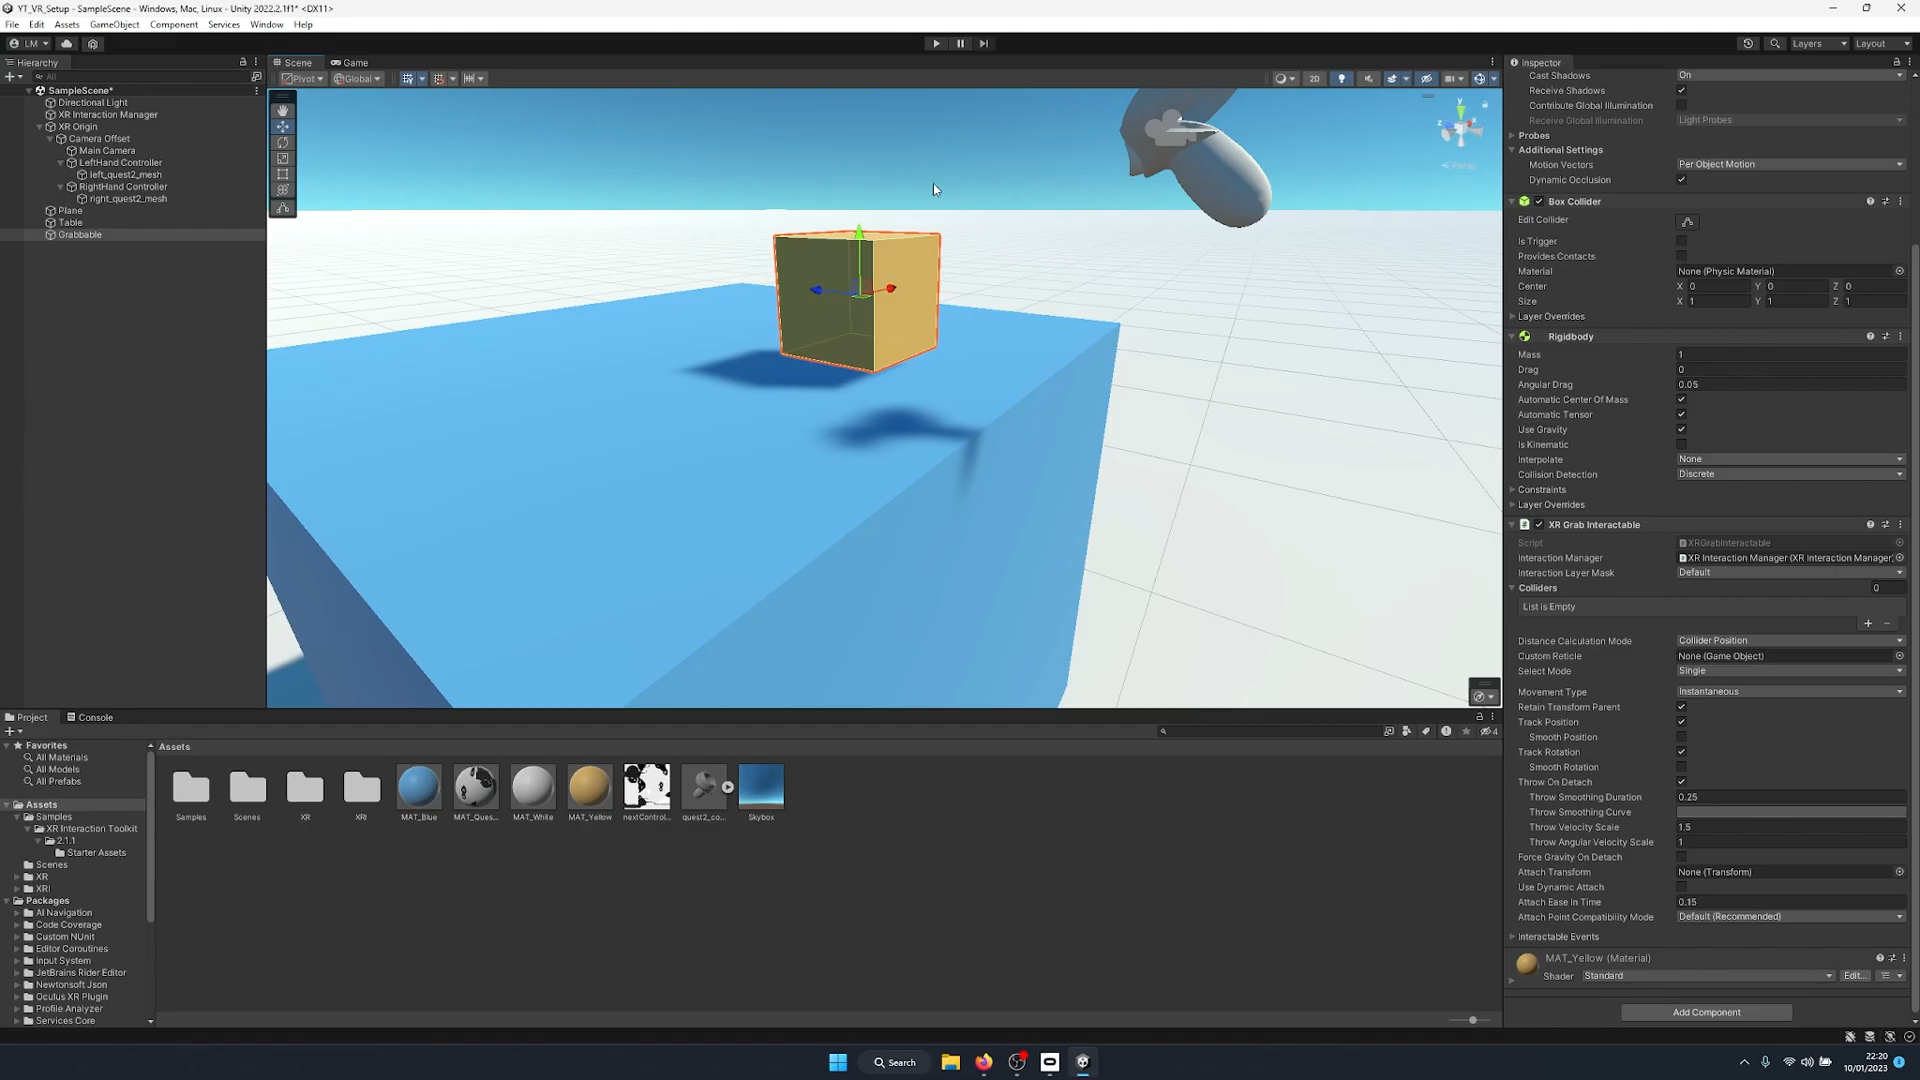 YT_VR_Setup - SampleScene - Windows, Mac, Linux - Unity 2022.2.1f1* <DX11>
File Edit Assets GameObject Component Services Window Help
LM Layers Layout
Hierarchy
All
SampleScene*
Directional Light
XR Interaction Manager
XR Origin
Camera Offset
Main Camera
LeftHand Controller
left_quest2_mesh
RightHand Controller
right_quest2_mesh
Plane
Table
Grabbable
Scene Game
Pivot Global 2D
y
x
z
Persp
Inspector
Cast Shadows On
Receive Shadows
Contribute Global Illumination
Receive Global Illumination Light Probes
Probes
Additional Settings
Motion Vectors Per Object Motion
Dynamic Occlusion
Box Collider
Edit Collider
Is Trigger
Provides Contacts
Material None (Physic Material)
Center X 0 Y 0 Z 0
Size X 1 Y 1 Z 1
Layer Overrides
Rigidbody
Mass 1
Drag 0
Angular Drag 0.05
Automatic Center Of Mass
Automatic Tensor
Use Gravity
Is Kinematic
Interpolate None
Collision Detection Discrete
Constraints
Layer Overrides
XR Grab Interactable
Script XRGrabInteractable
Interaction Manager XR Interaction Manager (XR Interaction Manager)
Interaction Layer Mask Default
Colliders 0
List is Empty
Distance Calculation Mode Collider Position
Custom Reticle None (Game Object)
Select Mode Single
Movement Type Instantaneous
Retain Transform Parent
Track Position
Smooth Position
Track Rotation
Smooth Rotation
Throw On Detach
Throw Smoothing Duration 0.25
Throw Smoothing Curve
Throw Velocity Scale 1.5
Throw Angular Velocity Scale 1
Force Gravity On Detach
Attach Transform None (Transform)
Use Dynamic Attach
Attach Ease In Time 0.15
Attach Point Compatibility Mode Default (Recommended)
Interactable Events
MAT_Yellow (Material)
Shader Standard Edit...
Add Component
Project Console
4
Favorites
All Materials
All Models
All Prefabs
Assets
Samples
XR Interaction Toolkit
2.1.1
Starter Assets
Scenes
XR
XRI
Packages
AI Navigation
Code Coverage
Custom NUnit
Editor Coroutines
Input System
JetBrains Rider Editor
Newtonsoft Json
Oculus XR Plugin
Profile Analyzer
Services Core
Assets
Samples Scenes XR XRI MAT_Blue MAT_Ques... MAT_White MAT_Yellow nextControl... quest2_co... Skybox
Search
22:20
10/01/2023
3